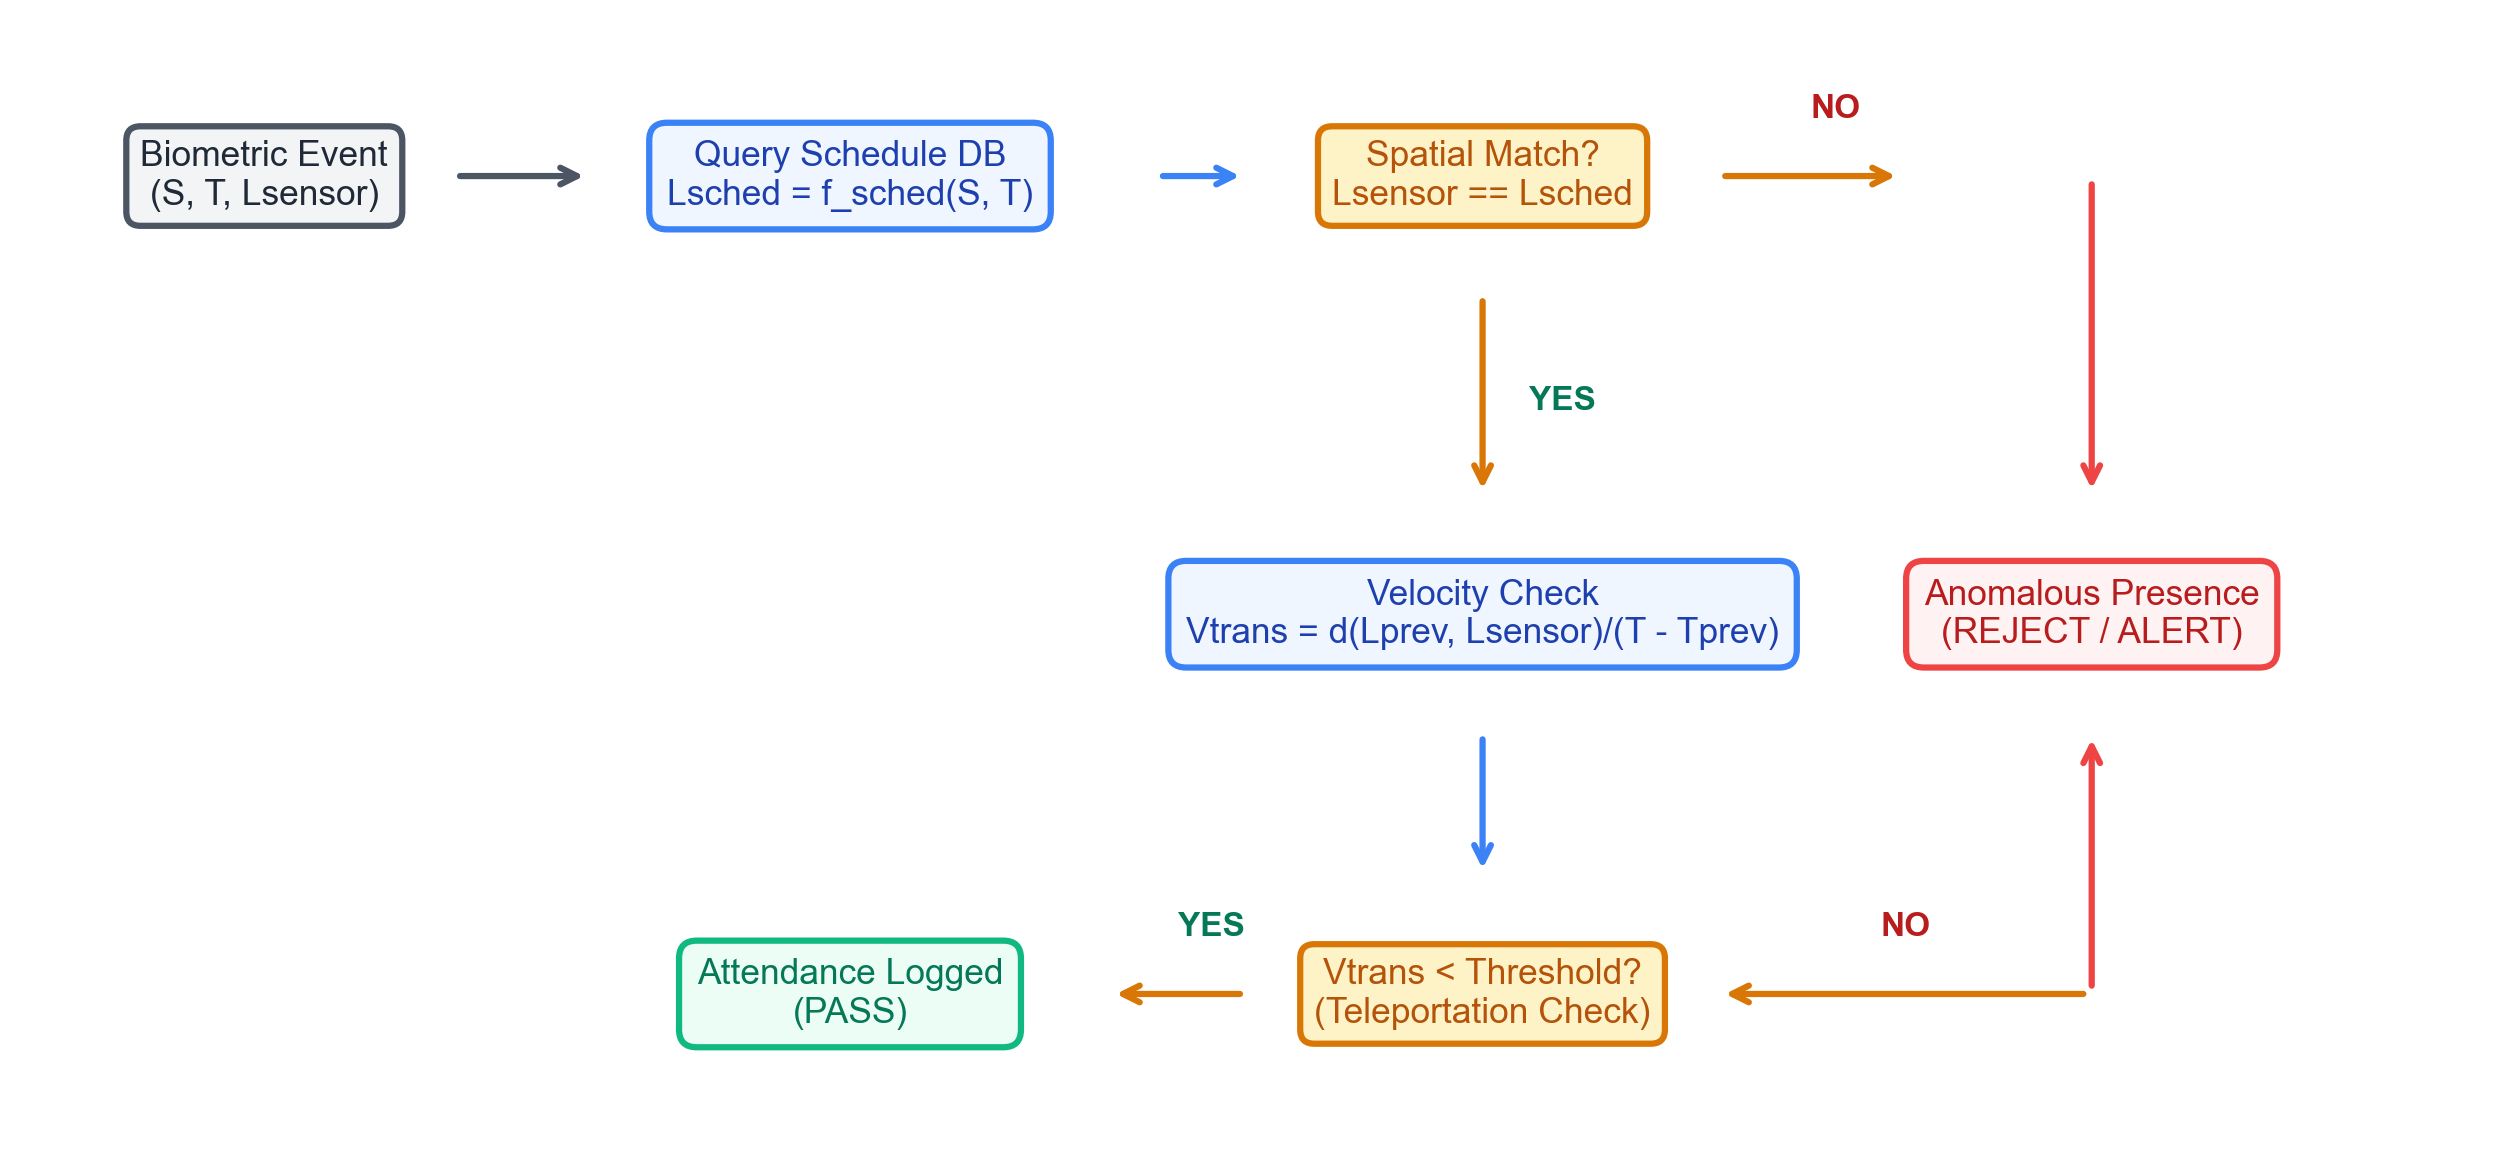 Biometric Event
(S, T, Lsensor)
Query Schedule DB
Lsched = f_sched(S, T)
Spatial Match?
Lsensor == Lsched
NO
YES
Velocity Check
Vtrans = d(Lprev, Lsensor)/(T - Tprev)
Anomalous Presence
(REJECT / ALERT)
YES
NO
Attendance Logged
(PASS)
Vtrans < Threshold?
(Teleportation Check)